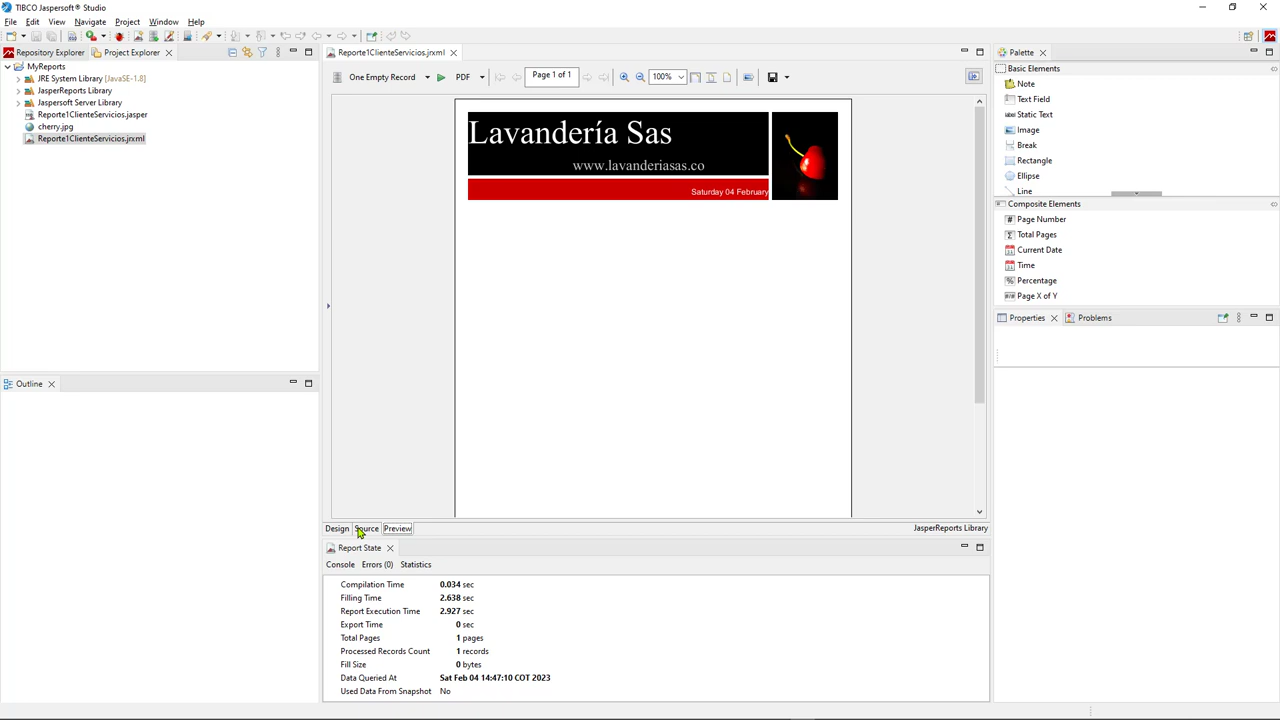 TIBCO Jaspersoft® Studio
File Edit View Navigate Project Window Help
Repository Explorer Project Explorer
MyReports
JRE System Library [JavaSE-1.8]
JasperReports Library
Jaspersoft Server Library
Reporte1ClienteServicios.jasper
cherry.jpg
Reporte1ClienteServicios.jrxml
Outline
Reporte1ClienteServicios.jrxml
One Empty Record PDF Page 1 of 1 100%
Lavandería Sas
www.lavanderiasas.co
Saturday 04 February
Design Source Preview JasperReports Library
Report State
Console Errors (0) Statistics
Compilation Time 0.034 sec
Filling Time 2.638 sec
Report Execution Time 2.927 sec
Export Time 0 sec
Total Pages 1 pages
Processed Records Count 1 records
Fill Size 0 bytes
Data Queried At Sat Feb 04 14:47:10 COT 2023
Used Data From Snapshot No
Palette
Basic Elements
Note
Text Field
Static Text
Image
Break
Rectangle
Ellipse
Line
Composite Elements
Page Number
Total Pages
Current Date
Time
Percentage
Page X of Y
Properties Problems